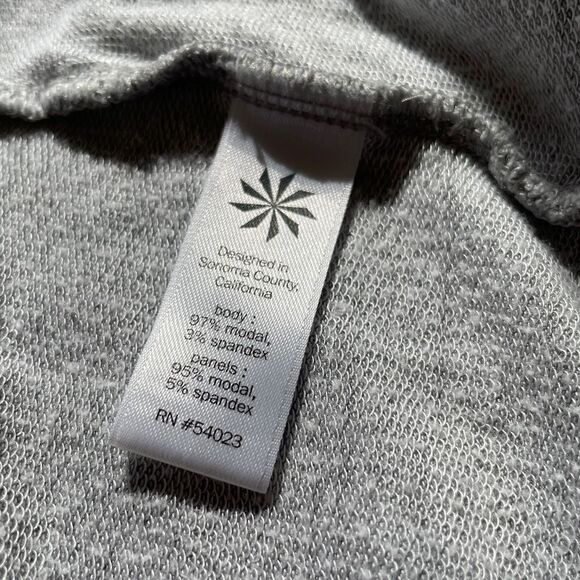 Designed in
Sonoma County,
California
body :
97% modal,
3% spandex
panels :
95% modal,
5% spandex
RN #54023